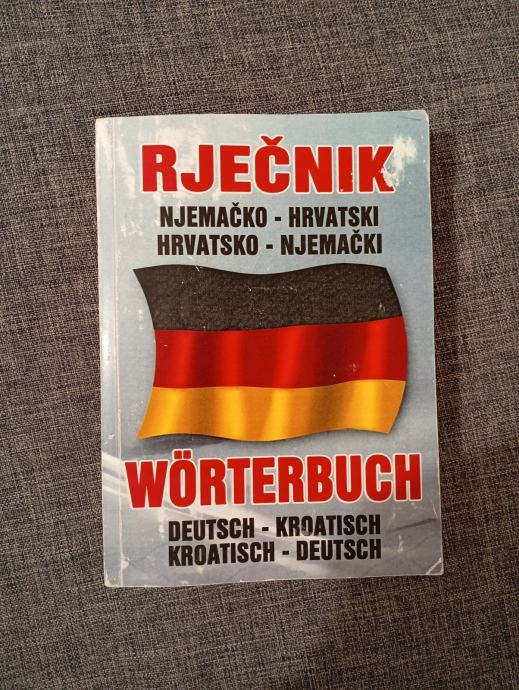 RJEČNIK
NJEMAČKO - HRVATSKI
HRVATSKO - NJEMAČKI
WÖRTERBUCH
DEUTSCH - KROATISCH
KROATISCH - DEUTSCH